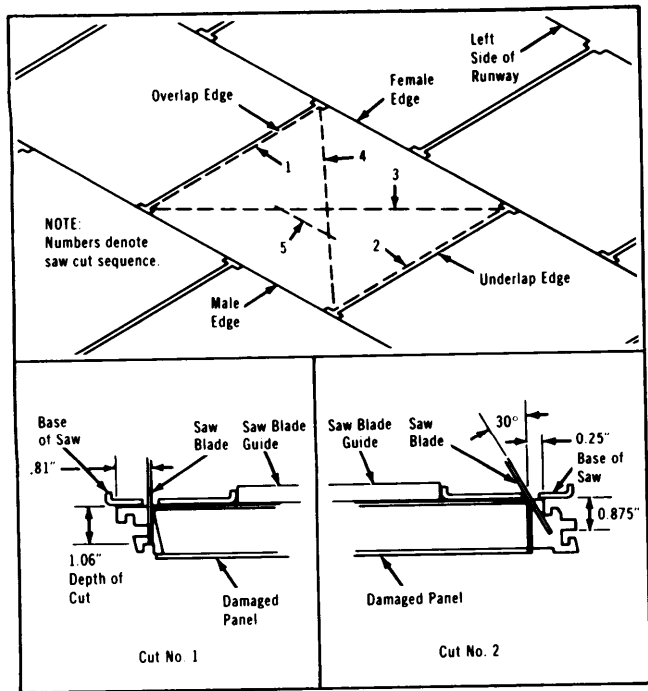 Left
Side of
Runway
Female
Edge
Overlap Edge
1
4
3
NOTE:
Numbers denote
saw cut sequence.
5
2
Underlap Edge
Male
Edge
Base
of Saw
Saw
Blade
Saw Blade
Guide
.81"
1.06"
Depth of
Cut
Damaged
Panel
Cut No. 1
Saw Blade
Guide
Saw
Blade
30°
0.25"
Base of
Saw
0.875"
Damaged Panel
Cut No. 2